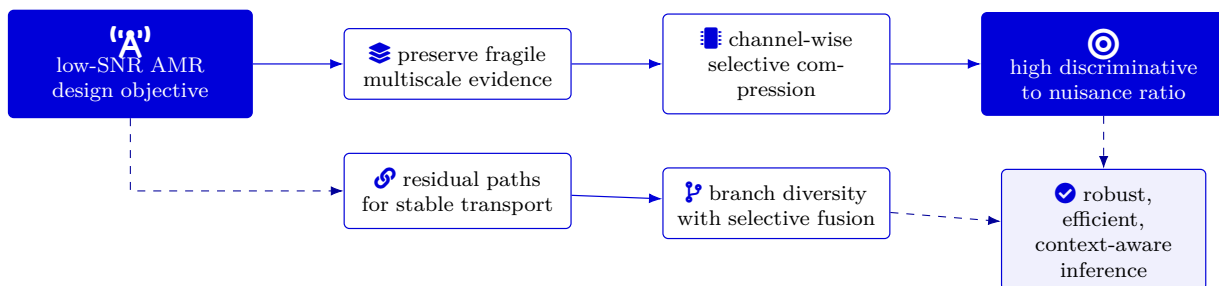 low-SNR AMR
design objective
preserve fragile
multiscale evidence
channel-wise
selective com-
pression
high discriminative
to nuisance ratio
residual paths
for stable transport
branch diversity
with selective fusion
robust,
efficient,
context-aware
inference